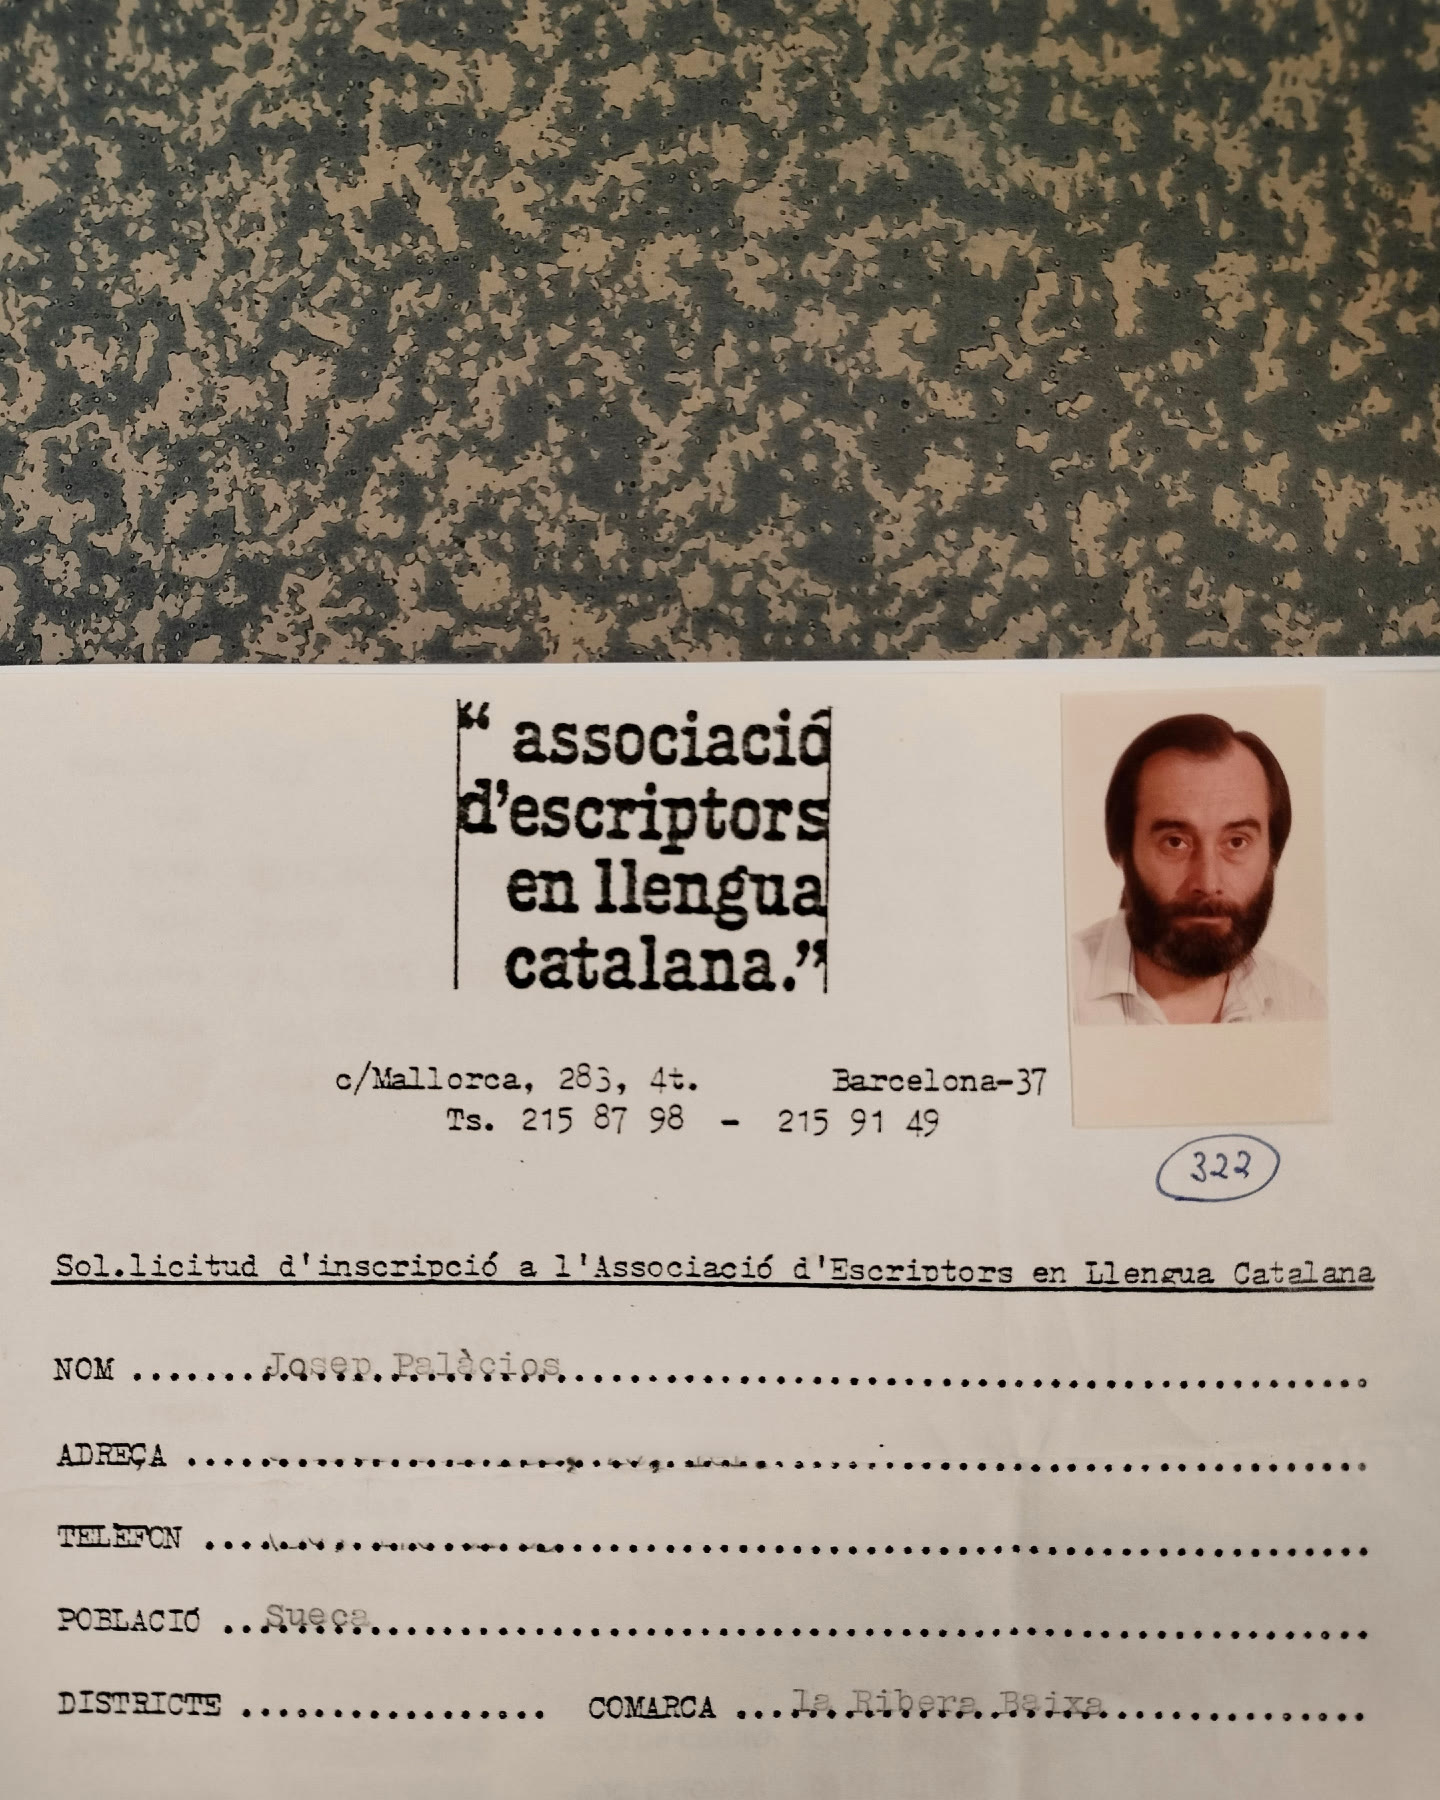 “ associació
d’escriptors
en llengua
catalana.”
c/Mallorca, 283, 4t. Barcelona-37
Ts. 215 87 98 - 215 91 49
322
Sol.licitud d'inscripció a l'Associació d'Escriptors en Llengua Catalana
NOM ....... Josep Palàcios
ADREÇA .......
TELÈFON .......
POBLACIÓ .. Sueca
DISTRICTE ................. COMARCA ... la Ribera Baixa